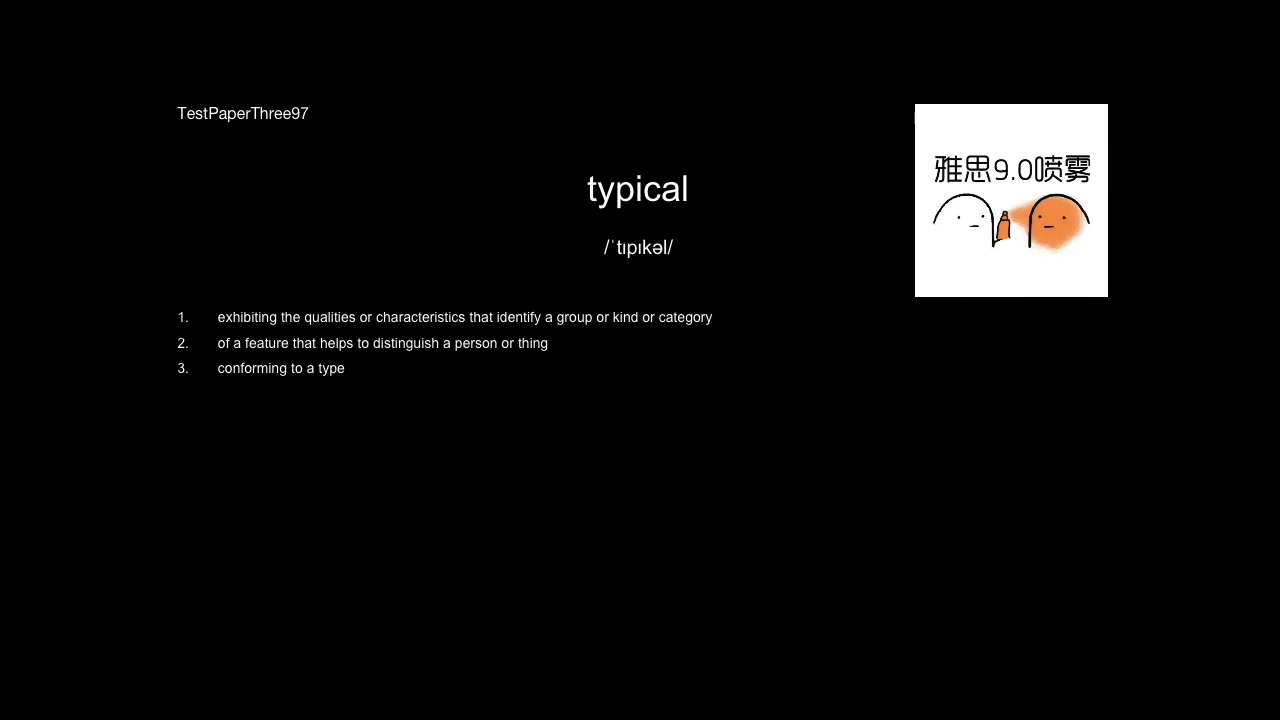 TestPaperThree97
雅思9.0喷雾
typical
/ˈtɪpɪkəl/
1. exhibiting the qualities or characteristics that identify a group or kind or category
2. of a feature that helps to distinguish a person or thing
3. conforming to a type